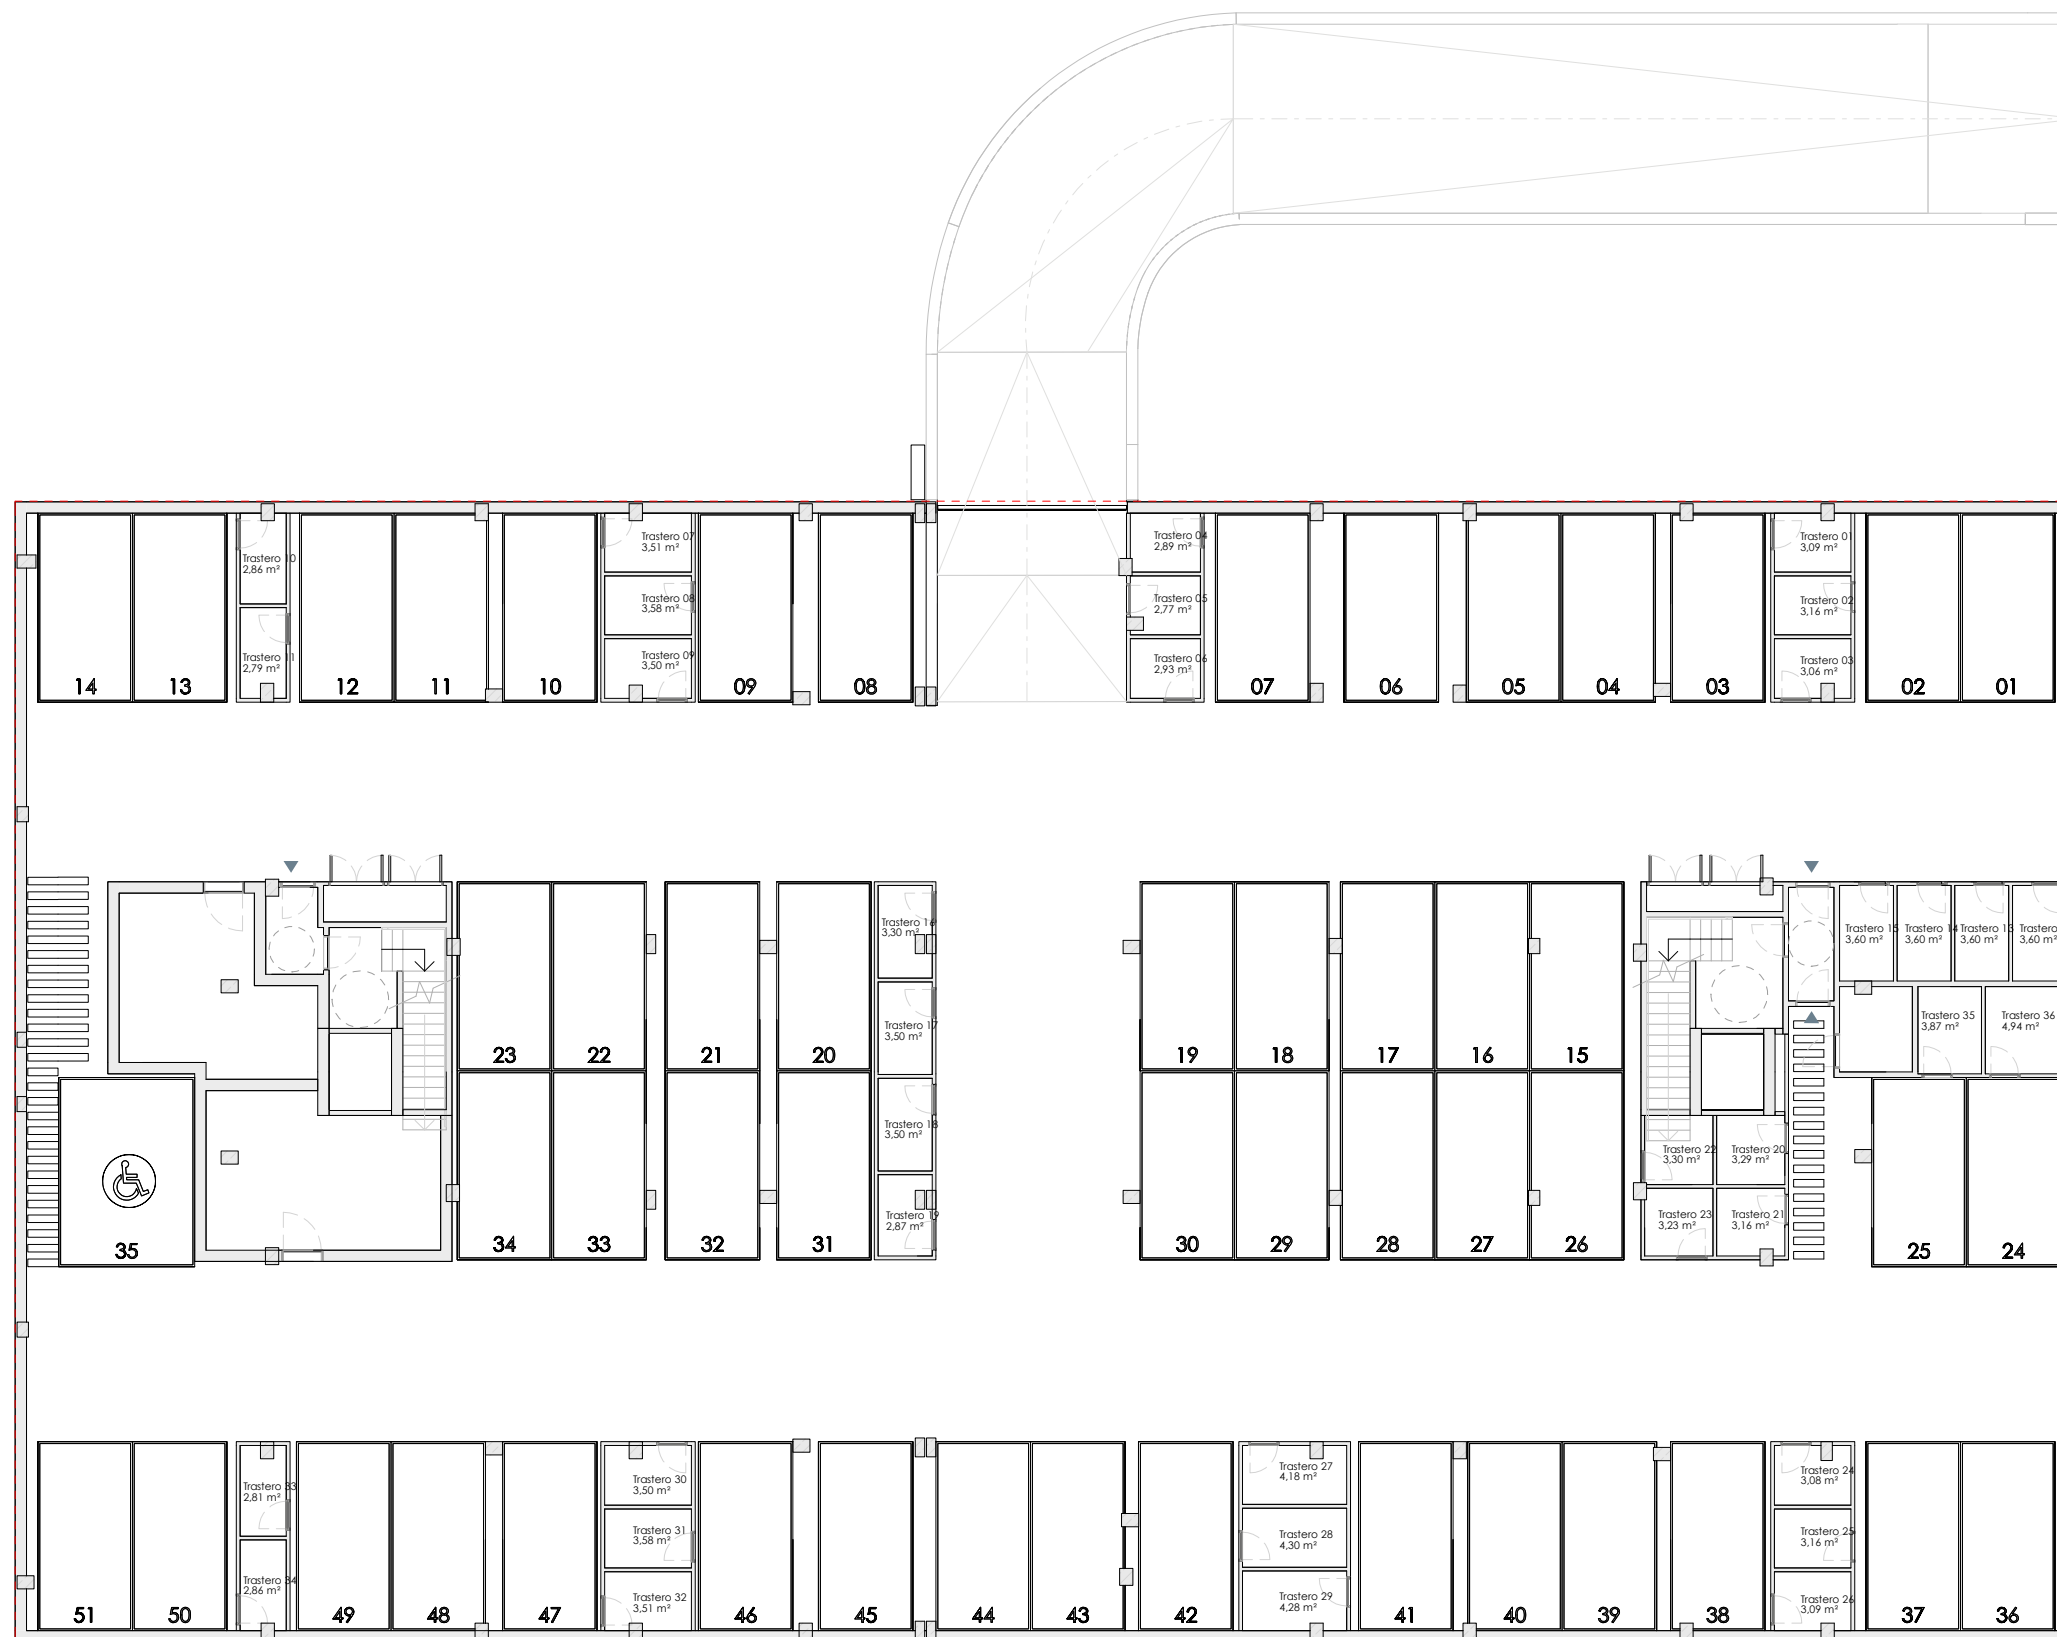 Trastero 10
2,86 m²
Trastero 11
2,79 m²
Trastero 07
3,51 m²
Trastero 08
3,58 m²
Trastero 09
3,50 m²
Trastero 04
2,89 m²
Trastero 05
2,77 m²
Trastero 06
2,93 m²
Trastero 01
3,09 m²
Trastero 02
3,16 m²
Trastero 03
3,06 m²
14 13 12 11 10 09 08 07 06 05 04 03 02 01
Trastero 16
3,30 m²
Trastero 17
3,50 m²
Trastero 18
3,50 m²
Trastero 19
2,87 m²
Trastero 15
3,60 m²
Trastero 14
3,60 m²
Trastero 13
3,60 m²
Trastero
3,60 m²
Trastero 35
3,87 m²
Trastero 36
4,94 m²
23 22 21 20 19 18 17 16 15
Trastero 22
3,30 m²
Trastero 20
3,29 m²
Trastero 23
3,23 m²
Trastero 21
3,16 m²
35 34 33 32 31 30 29 28 27 26 25 24
Trastero 33
2,81 m²
Trastero 34
2,86 m²
Trastero 30
3,50 m²
Trastero 31
3,58 m²
Trastero 32
3,51 m²
Trastero 27
4,18 m²
Trastero 28
4,30 m²
Trastero 29
4,28 m²
Trastero 24
3,08 m²
Trastero 25
3,16 m²
Trastero 26
3,09 m²
51 50 49 48 47 46 45 44 43 42 41 40 39 38 37 36